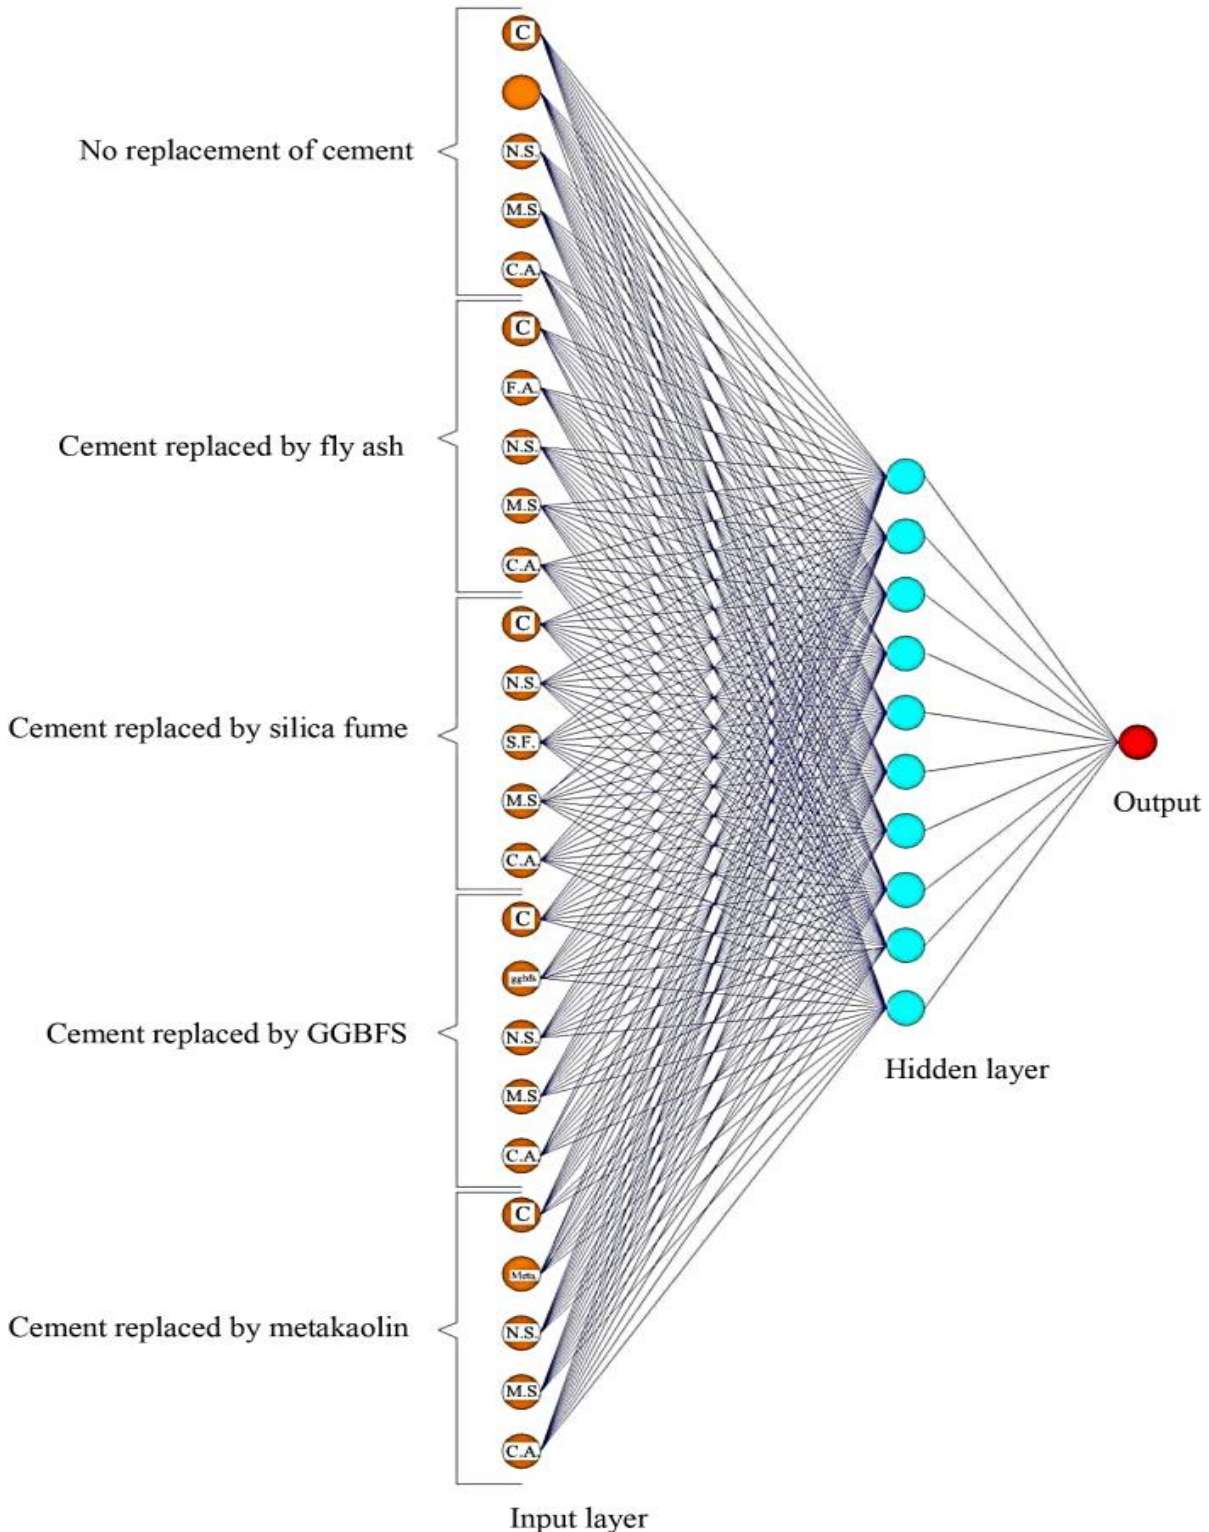 C
N.S.
No replacement of cement
M.S.
C.A.
C
F.A.
Cement replaced by fly ash
N.S.
M.S.
C.A.
C
N.S.
Cement replaced by silica fume
S.F.
M.S.
C.A.
C
ggbfs
Cement replaced by GGBFS
N.S.
M.S.
C.A.
C
Meta.
Cement replaced by metakaolin
N.S.
M.S.
C.A.
Input layer
Hidden layer
Output